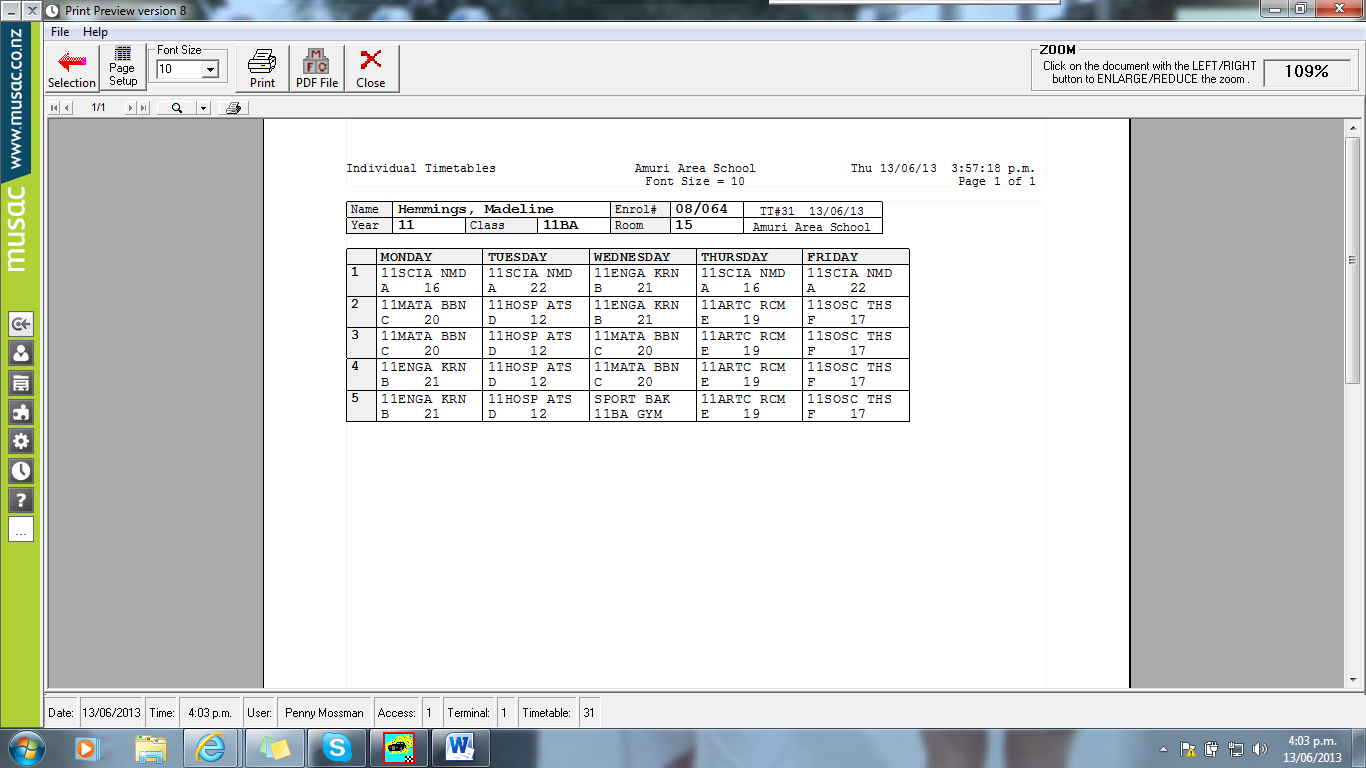 Print Preview version 8
File Help
Selection
Page Setup
Font Size
10
Print
PDF File
Close
ZOOM
Click on the document with the LEFT/RIGHT
button to ENLARGE/REDUCE the zoom .
109%
1/1
www.musac.co.nz
musac
Individual Timetables Amuri Area School Thu 13/06/13 3:57:18 p.m.
Font Size = 10 Page 1 of 1
Name Hemmings, Madeline Enrol# 08/064 TT#31 13/06/13
Year 11 Class 11BA Room 15 Amuri Area School
MONDAY TUESDAY WEDNESDAY THURSDAY FRIDAY
1 11SCIA NMD 11SCIA NMD 11ENGA KRN 11SCIA NMD 11SCIA NMD
A 16 A 22 B 21 A 16 A 22
2 11MATA BBN 11HOSP ATS 11ENGA KRN 11ARTC RCM 11SOSC THS
C 20 D 12 B 21 E 19 F 17
3 11MATA BBN 11HOSP ATS 11MATA BBN 11ARTC RCM 11SOSC THS
C 20 D 12 C 20 E 19 F 17
4 11ENGA KRN 11HOSP ATS 11MATA BBN 11ARTC RCM 11SOSC THS
B 21 D 12 C 20 E 19 F 17
5 11ENGA KRN 11HOSP ATS SPORT BAK 11ARTC RCM 11SOSC THS
B 21 D 12 11BA GYM E 19 F 17
Date: 13/06/2013 Time: 4:03 p.m. User: Penny Mossman Access: 1 Terminal: 1 Timetable: 31
4:03 p.m.
13/06/2013